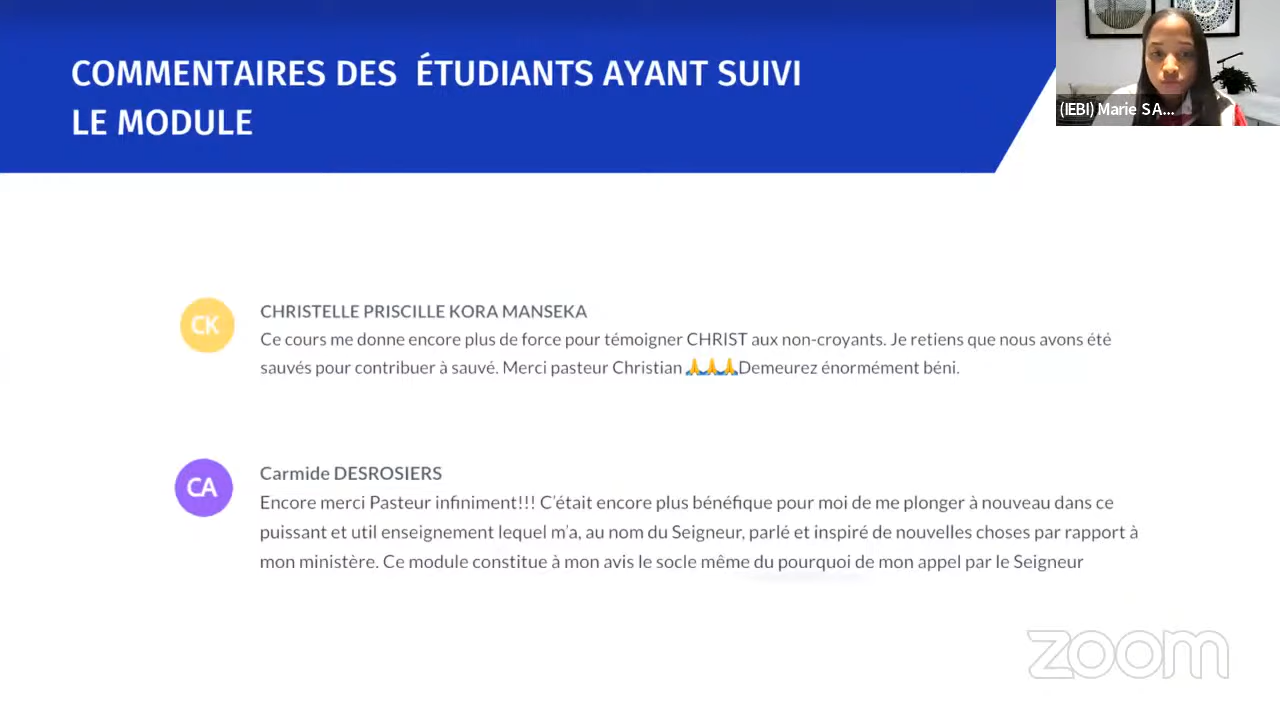 COMMENTAIRES DES ÉTUDIANTS AYANT SUIVI
LE MODULE
(IEBI) Marie SA...
CK
CHRISTELLE PRISCILLE KORA MANSEKA
Ce cours me donne encore plus de force pour témoigner CHRIST aux non-croyants. Je retiens que nous avons été
sauvés pour contribuer à sauvé. Merci pasteur Christian 🙏🙏🙏Demeurez énormément béni.
CA
Carmide DESROSIERS
Encore merci Pasteur infiniment!!! C'était encore plus bénéfique pour moi de me plonger à nouveau dans ce
puissant et util enseignement lequel m'a, au nom du Seigneur, parlé et inspiré de nouvelles choses par rapport à
mon ministère. Ce module constitue à mon avis le socle même du pourquoi de mon appel par le Seigneur
zoom